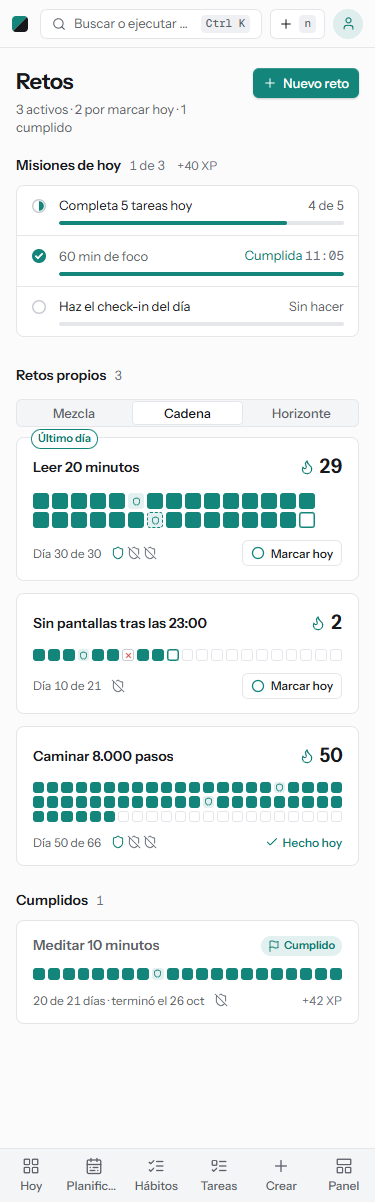 Buscar o ejecutar ... Ctrl K
+ n
Retos
+ Nuevo reto
3 activos · 2 por marcar hoy · 1
cumplido
Misiones de hoy 1 de 3 +40 XP
Completa 5 tareas hoy 4 de 5
60 min de foco Cumplida 11:05
Haz el check-in del día Sin hacer
Retos propios 3
Mezcla Cadena Horizonte
Último día
Leer 20 minutos 29
Día 30 de 30 Marcar hoy
Sin pantallas tras las 23:00 2
Día 10 de 21 Marcar hoy
Caminar 8.000 pasos 50
Día 50 de 66 Hecho hoy
Cumplidos 1
Meditar 10 minutos Cumplido
20 de 21 días · terminó el 26 oct +42 XP
Hoy Planific... Hábitos Tareas Crear Panel